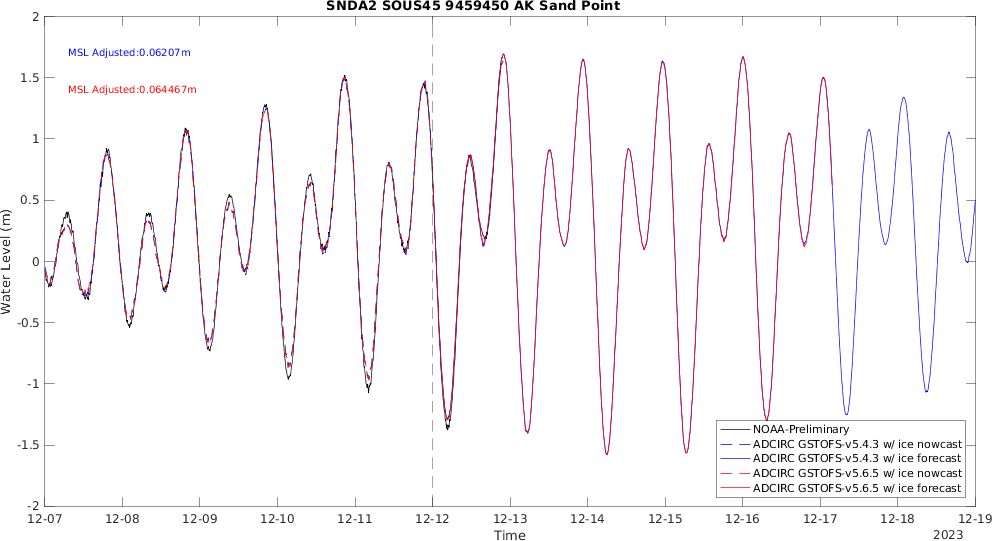 SNDA2 SOUS45 9459450 AK Sand Point
MSL Adjusted:0.06207m
MSL Adjusted:0.064467m
Water Level (m)
2
1.5
1
0.5
0
-0.5
-1
-1.5
-2
NOAA-Preliminary
ADCIRC GSTOFS-v5.4.3 w/ ice nowcast
ADCIRC GSTOFS-v5.4.3 w/ ice forecast
ADCIRC GSTOFS-v5.6.5 w/ ice nowcast
ADCIRC GSTOFS-v5.6.5 w/ ice forecast
12-07 12-08 12-09 12-10 12-11 12-12 12-13 12-14 12-15 12-16 12-17 12-18 12-19
Time
2023